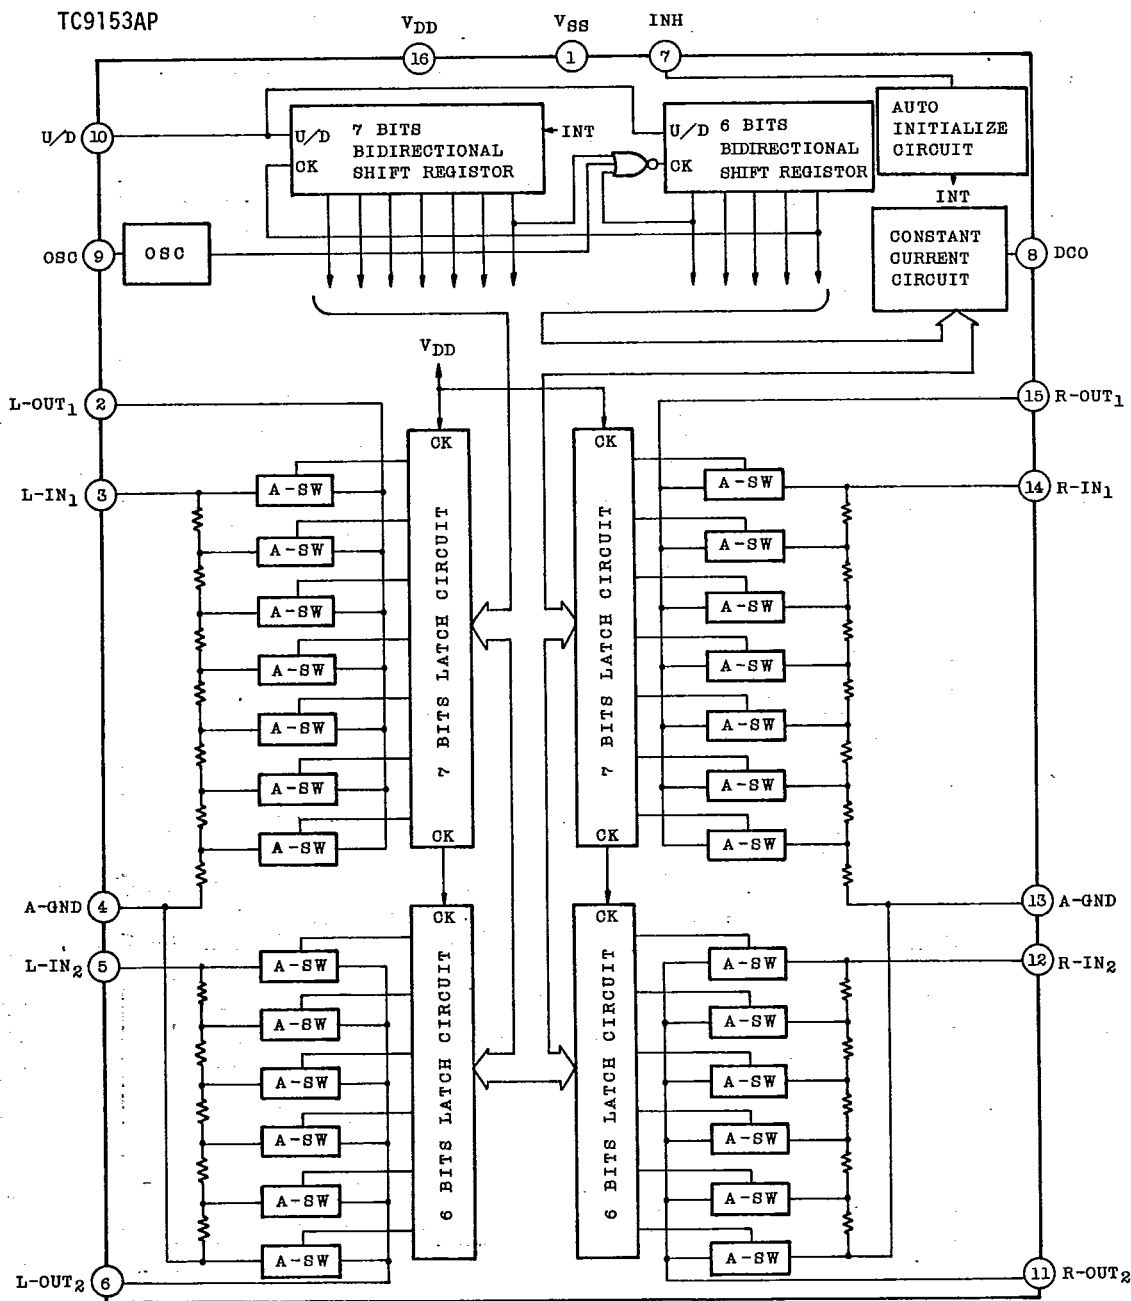 TC9153AP
VDD
VSS
INH
16
1
7
U/D 10
U/D
7 BITS
BIDIRECTIONAL
SHIFT REGISTOR
CK
INT
U/D
6 BITS
BIDIRECTIONAL
SHIFT REGISTOR
CK
AUTO
INITIALIZE
CIRCUIT
INT
OSC 9
OSC
CONSTANT
CURRENT
CIRCUIT
8 DCO
VDD
L-OUT1 2
15 R-OUT1
CK
CK
L-IN1 3
14 R-IN1
A-SW
A-SW
A-SW
A-SW
A-SW
A-SW
A-SW
7 BITS LATCH CIRCUIT
7 BITS LATCH CIRCUIT
A-SW
A-SW
A-SW
A-SW
A-SW
A-SW
A-SW
CK
CK
A-GND 4
13 A-GND
CK
CK
L-IN2 5
12 R-IN2
A-SW
A-SW
A-SW
A-SW
A-SW
A-SW
6 BITS LATCH CIRCUIT
6 BITS LATCH CIRCUIT
A-SW
A-SW
A-SW
A-SW
A-SW
A-SW
L-OUT2 6
11 R-OUT2